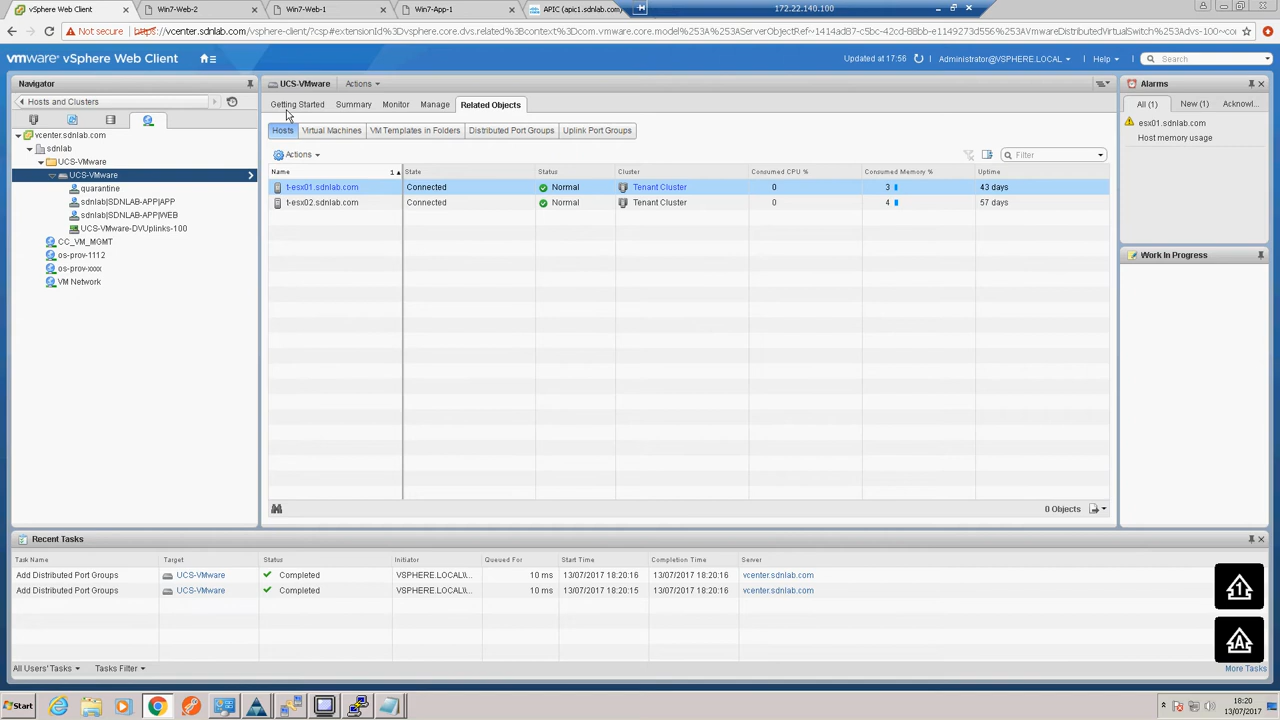 vSphere Web Client
Win7-Web-2
Win7-Web-1
Win7-App-1
APIC (apic1.sdnlab.com)
172.22.140.100
Not secure
vmware vSphere Web Client
Updated at 17:56
Administrator@VSPHERE.LOCAL
Help
Search
Navigator
Hosts and Clusters
vcenter.sdnlab.com
sdnlab
UCS-VMware
UCS-VMware
quarantine
sdnlab|SDNLAB-APP|APP
sdnlab|SDNLAB-APP|WEB
UCS-VMware-DVUplinks-100
CC_VM_MGMT
os-prov-1112
os-prov-xxxx
VM Network
UCS-VMware
Actions
Getting Started
Summary
Monitor
Manage
Related Objects
Hosts
Virtual Machines
VM Templates in Folders
Distributed Port Groups
Uplink Port Groups
Actions
Filter
Name 1 State Status Cluster Consumed CPU % Consumed Memory % Uptime
t-esx01.sdnlab.com Connected Normal Tenant Cluster 0 3 43 days
t-esx02.sdnlab.com Connected Normal Tenant Cluster 0 4 57 days
0 Objects
Alarms
All (1) New (1) Acknowl...
esx01.sdnlab.com
Host memory usage
Work In Progress
Recent Tasks
Task Name Target Status Initiator Queued For Start Time Completion Time Server
Add Distributed Port Groups UCS-VMware Completed VSPHERE.LOCAL\... 10 ms 13/07/2017 18:20:16 13/07/2017 18:20:16 vcenter.sdnlab.com
Add Distributed Port Groups UCS-VMware Completed VSPHERE.LOCAL\... 10 ms 13/07/2017 18:20:15 13/07/2017 18:20:16 vcenter.sdnlab.com
All Users' Tasks
Tasks Filter
More Tasks
Start
18:20
13/07/2017